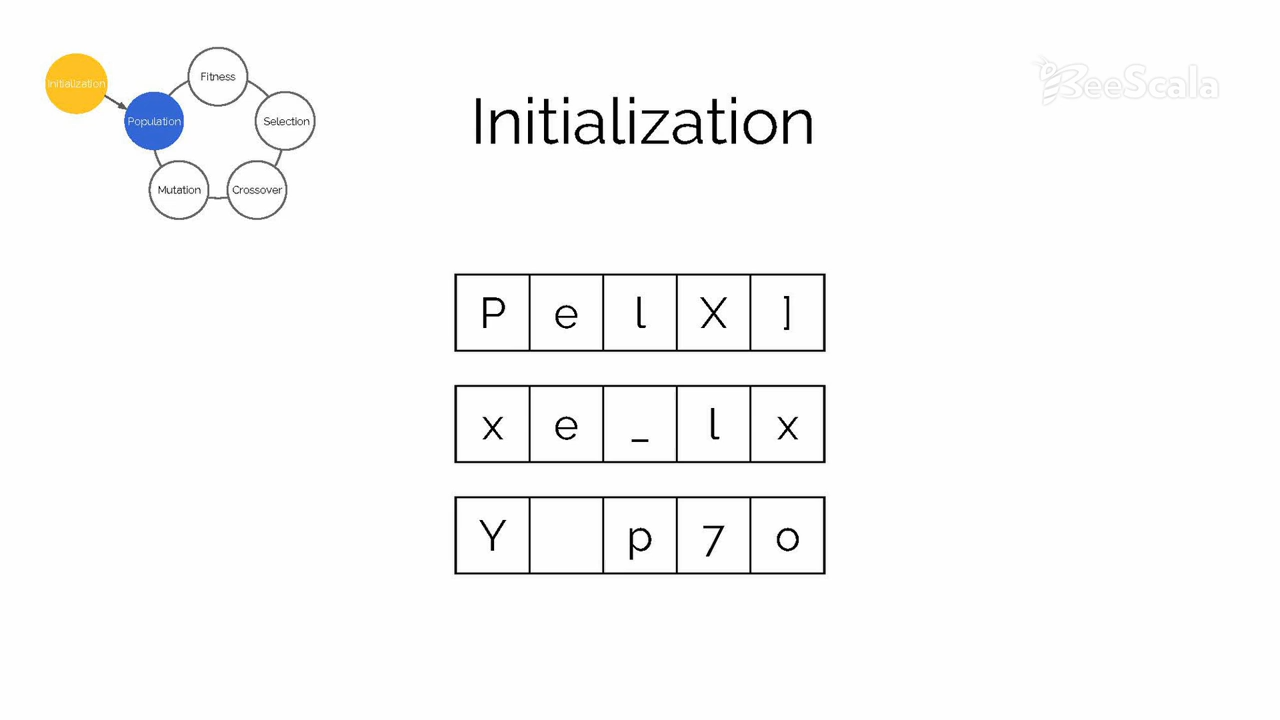 Initialization
Fitness
Population
Selection
Mutation
Crossover
BeeScala
Initialization
P e l X ]
x e _ l x
Y p 7 o